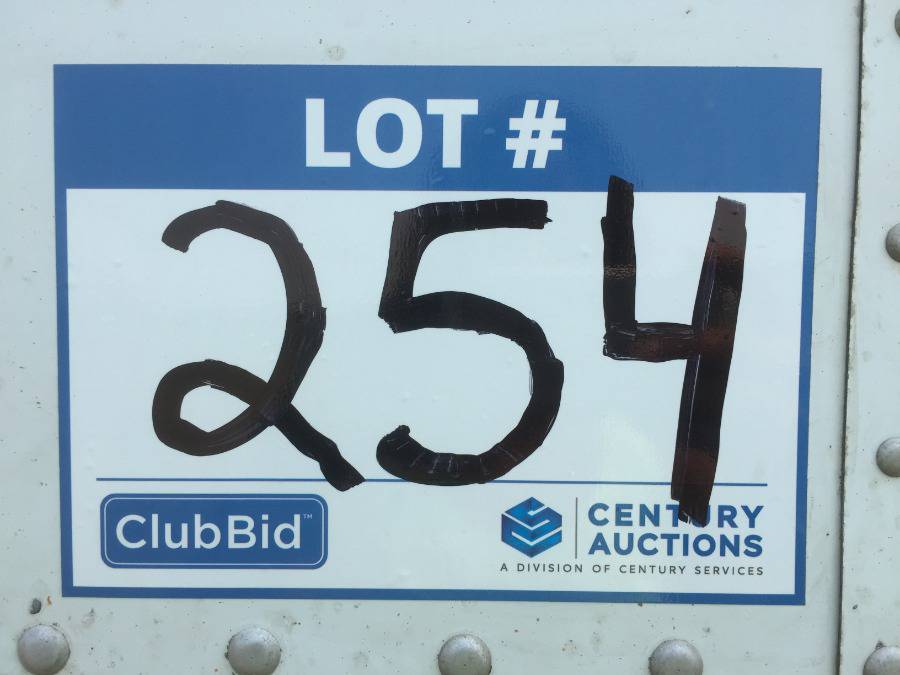 LOT #
254
ClubBid™
CENTURY
AUCTIONS
A DIVISION OF CENTURY SERVICES